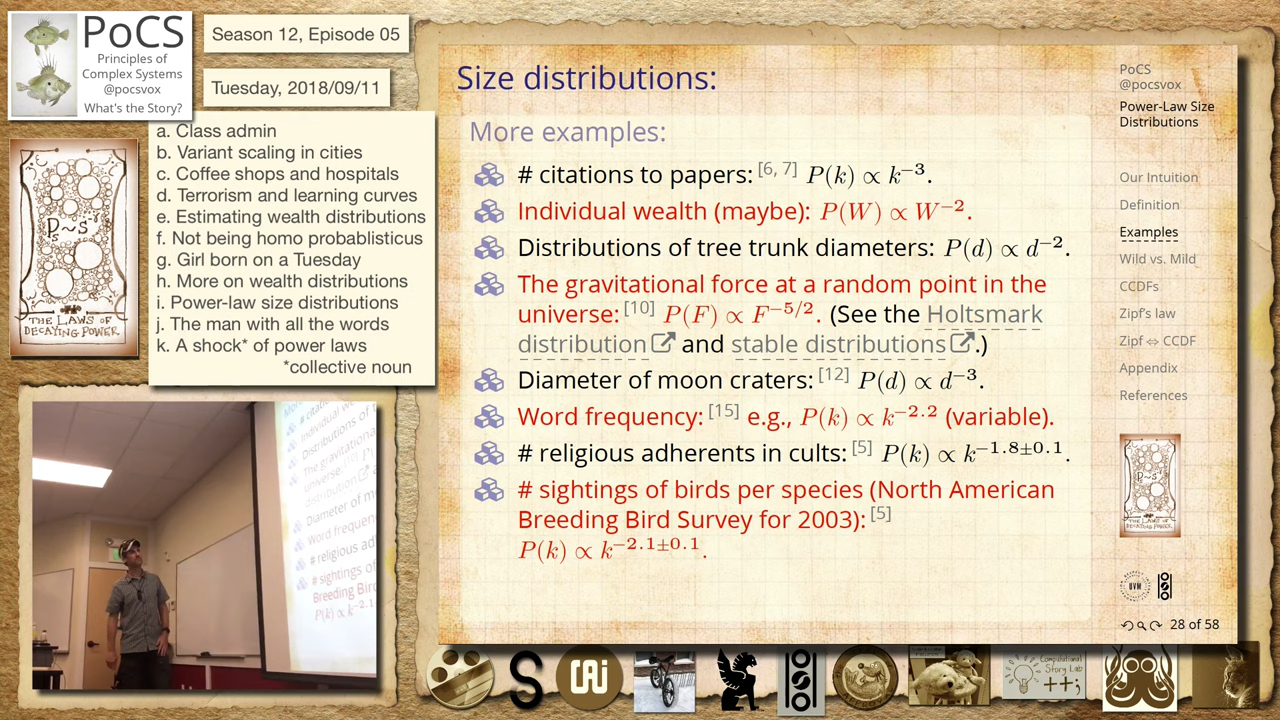 PoCS
Principles of
Complex Systems
@pocsvox
What's the Story?
Season 12, Episode 05
Tuesday, 2018/09/11
a. Class admin
b. Variant scaling in cities
c. Coffee shops and hospitals
d. Terrorism and learning curves
e. Estimating wealth distributions
f. Not being homo probablisticus
g. Girl born on a Tuesday
h. More on wealth distributions
i. Power-law size distributions
j. The man with all the words
k. A shock* of power laws
*collective noun
THE LAWS OF
DECAYING POWER
Size distributions:
More examples:
# citations to papers: [6, 7] P(k) ∝ k⁻³.
Individual wealth (maybe): P(W) ∝ W⁻².
Distributions of tree trunk diameters: P(d) ∝ d⁻².
The gravitational force at a random point in the
universe: [10] P(F) ∝ F^{−5/2}. (See the Holtsmark
distribution and stable distributions.)
Diameter of moon craters: [12] P(d) ∝ d⁻³.
Word frequency: [15] e.g., P(k) ∝ k^{−2.2} (variable).
# religious adherents in cults: [5] P(k) ∝ k^{−1.8±0.1}.
# sightings of birds per species (North American
Breeding Bird Survey for 2003): [5]
P(k) ∝ k^{−2.1±0.1}.
PoCS
@pocsvox
Power-Law Size
Distributions
Our Intuition
Definition
Examples
Wild vs. Mild
CCDFs
Zipf's law
Zipf ⇔ CCDF
Appendix
References
UVM
28 of 58
Computational
Story Lab
++;